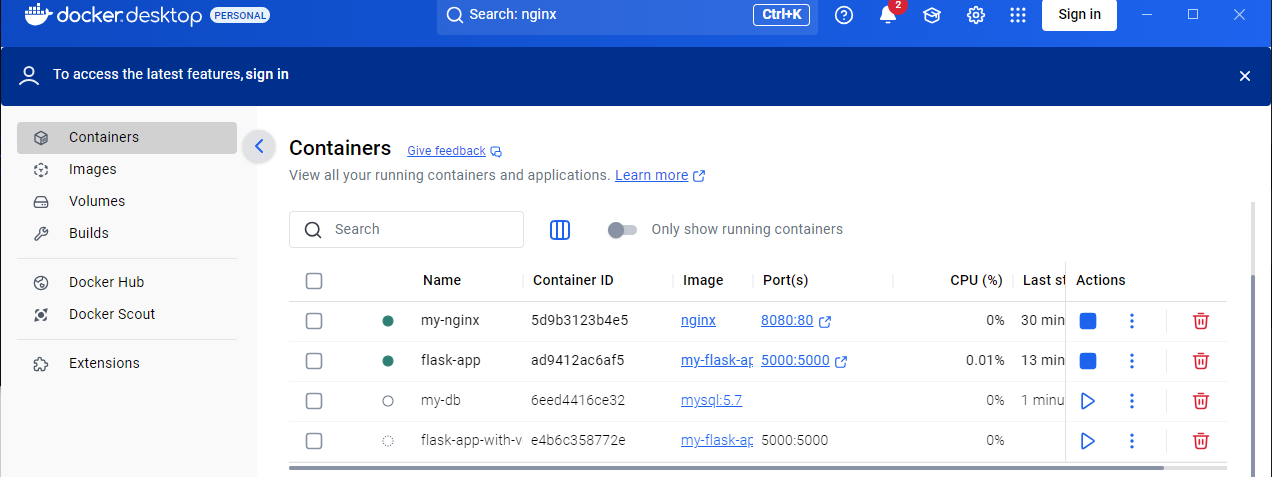 docker.desktop PERSONAL Search: nginx Ctrl+K 2 Sign in
To access the latest features, sign in
Containers
Images
Volumes
Builds
Docker Hub
Docker Scout
Extensions
Containers Give feedback
View all your running containers and applications. Learn more
Search Only show running containers
Name Container ID Image Port(s) CPU (%) Last st Actions
my-nginx 5d9b3123b4e5 nginx 8080:80 0% 30 min
flask-app ad9412ac6af5 my-flask-ap 5000:5000 0.01% 13 min
my-db 6eed4416ce32 mysql:5.7 0% 1 minu
flask-app-with-v e4b6c358772e my-flask-ap 5000:5000 0%